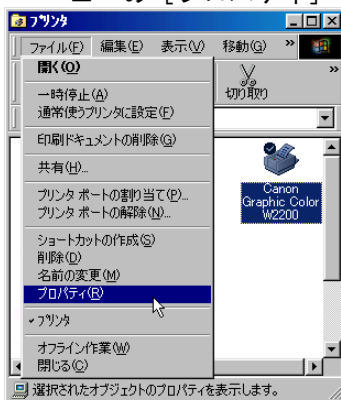 プリンタ
ファイル(F) 編集(E) 表示(V) 移動(G) »
開く(O)
一時停止(A)
通常使うプリンタに設定(F)
印刷ドキュメントの削除(G)
共有(H)...
プリンタ ポートの割り当て(P)...
プリンタ ポートの解除(N)...
ショートカットの作成(S)
削除(D)
名前の変更(M)
プロパティ(R)
プリンタ
オフライン作業(W)
閉じる(C)
切り取り
»
Canon
Graphic Color
W2200
選択されたオブジェクトのプロパティを表示します。